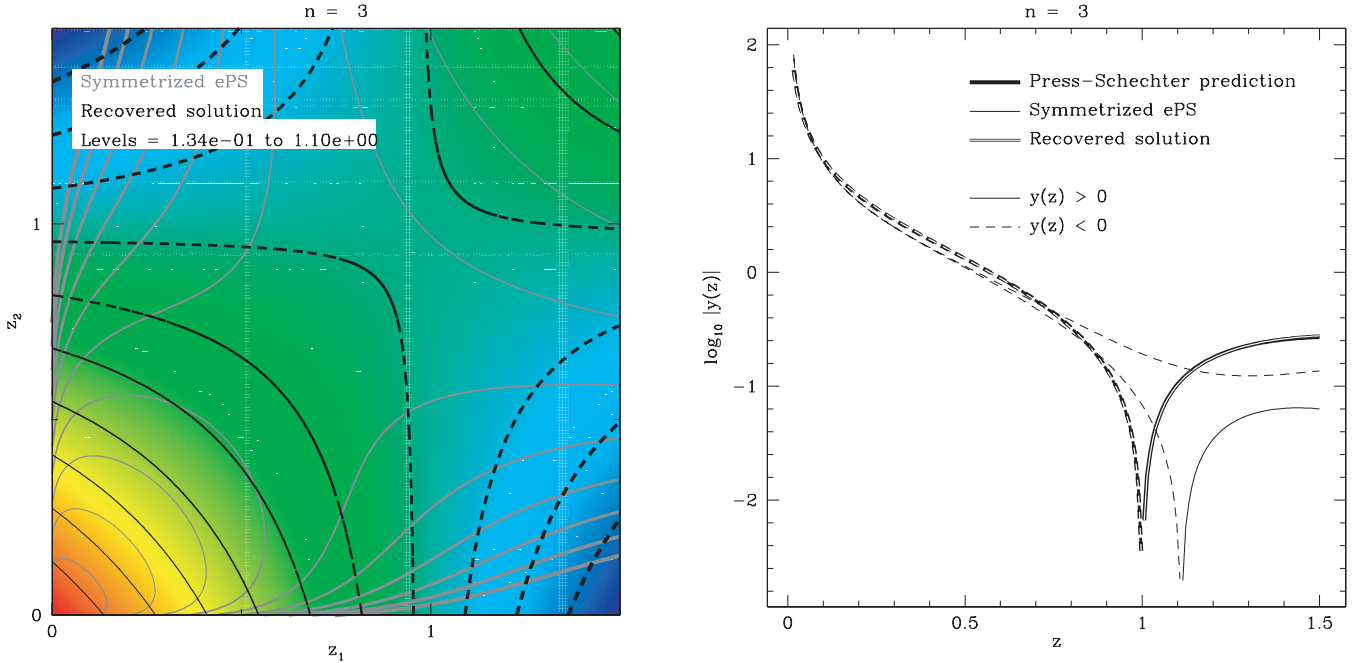 n = 3
Symmetrized ePS
Recovered solution
Levels = 1.34e-01 to 1.10e+00
1
z₂
0
0
1
z₁
n = 3
Press-Schechter prediction
Symmetrized ePS
Recovered solution
y(z) > 0
y(z) < 0
2
1
0
-1
-2
log₁₀ |y(z)|
0
0.5
1
1.5
z